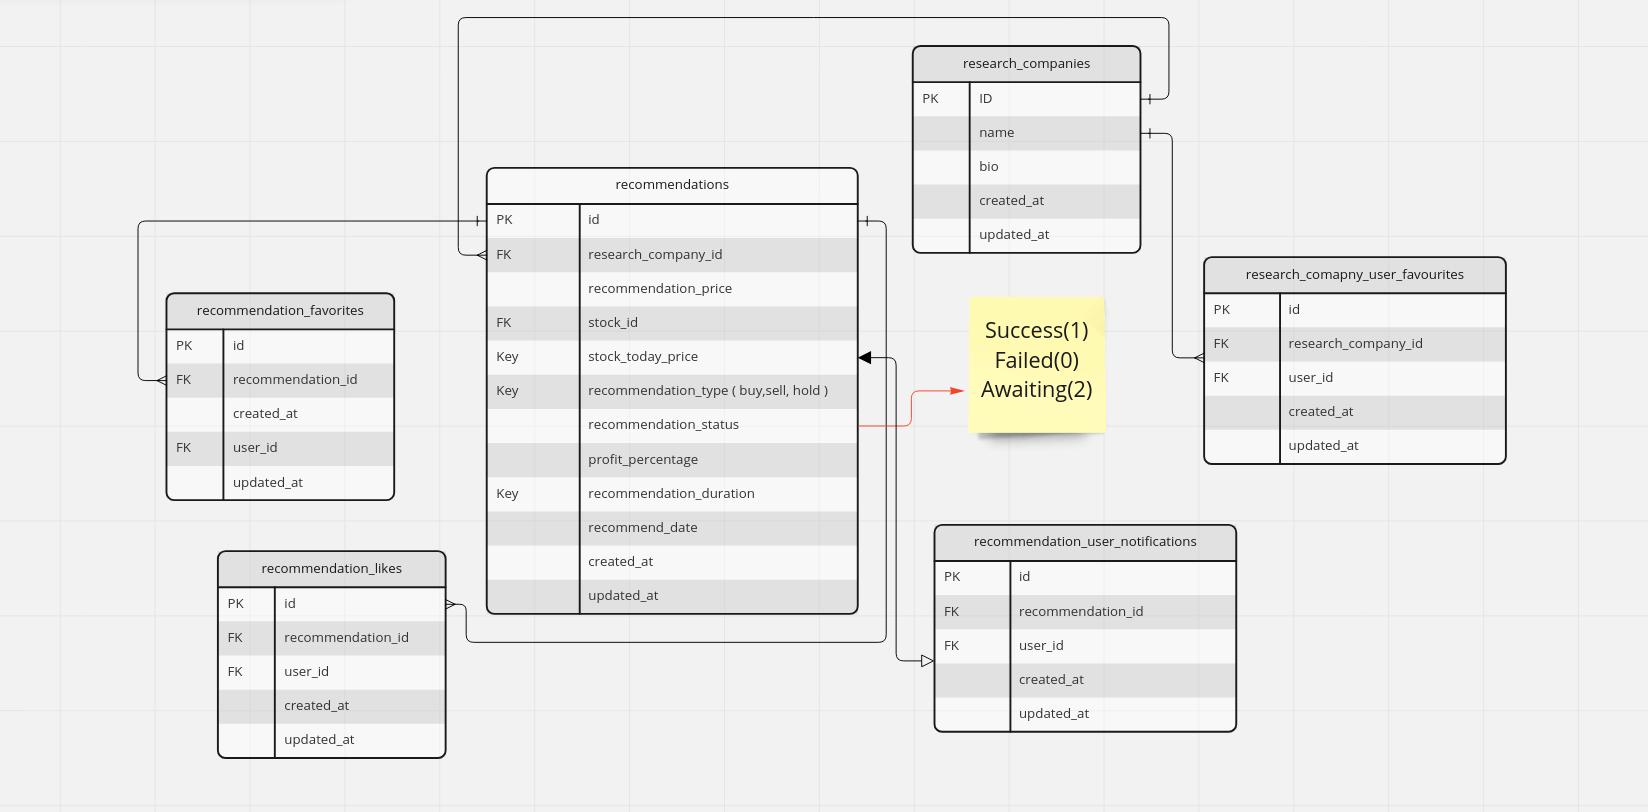 research_companies
PK ID
name
bio
created_at
updated_at
recommendations
PK id
FK research_company_id
recommendation_price
FK stock_id
Key stock_today_price
Key recommendation_type ( buy,sell, hold )
recommendation_status
profit_percentage
Key recommendation_duration
recommend_date
created_at
updated_at
research_comapny_user_favourites
PK id
FK research_company_id
FK user_id
created_at
updated_at
recommendation_favorites
PK id
FK recommendation_id
created_at
FK user_id
updated_at
Success(1)
Failed(0)
Awaiting(2)
recommendation_user_notifications
PK id
FK recommendation_id
FK user_id
created_at
updated_at
recommendation_likes
PK id
FK recommendation_id
FK user_id
created_at
updated_at